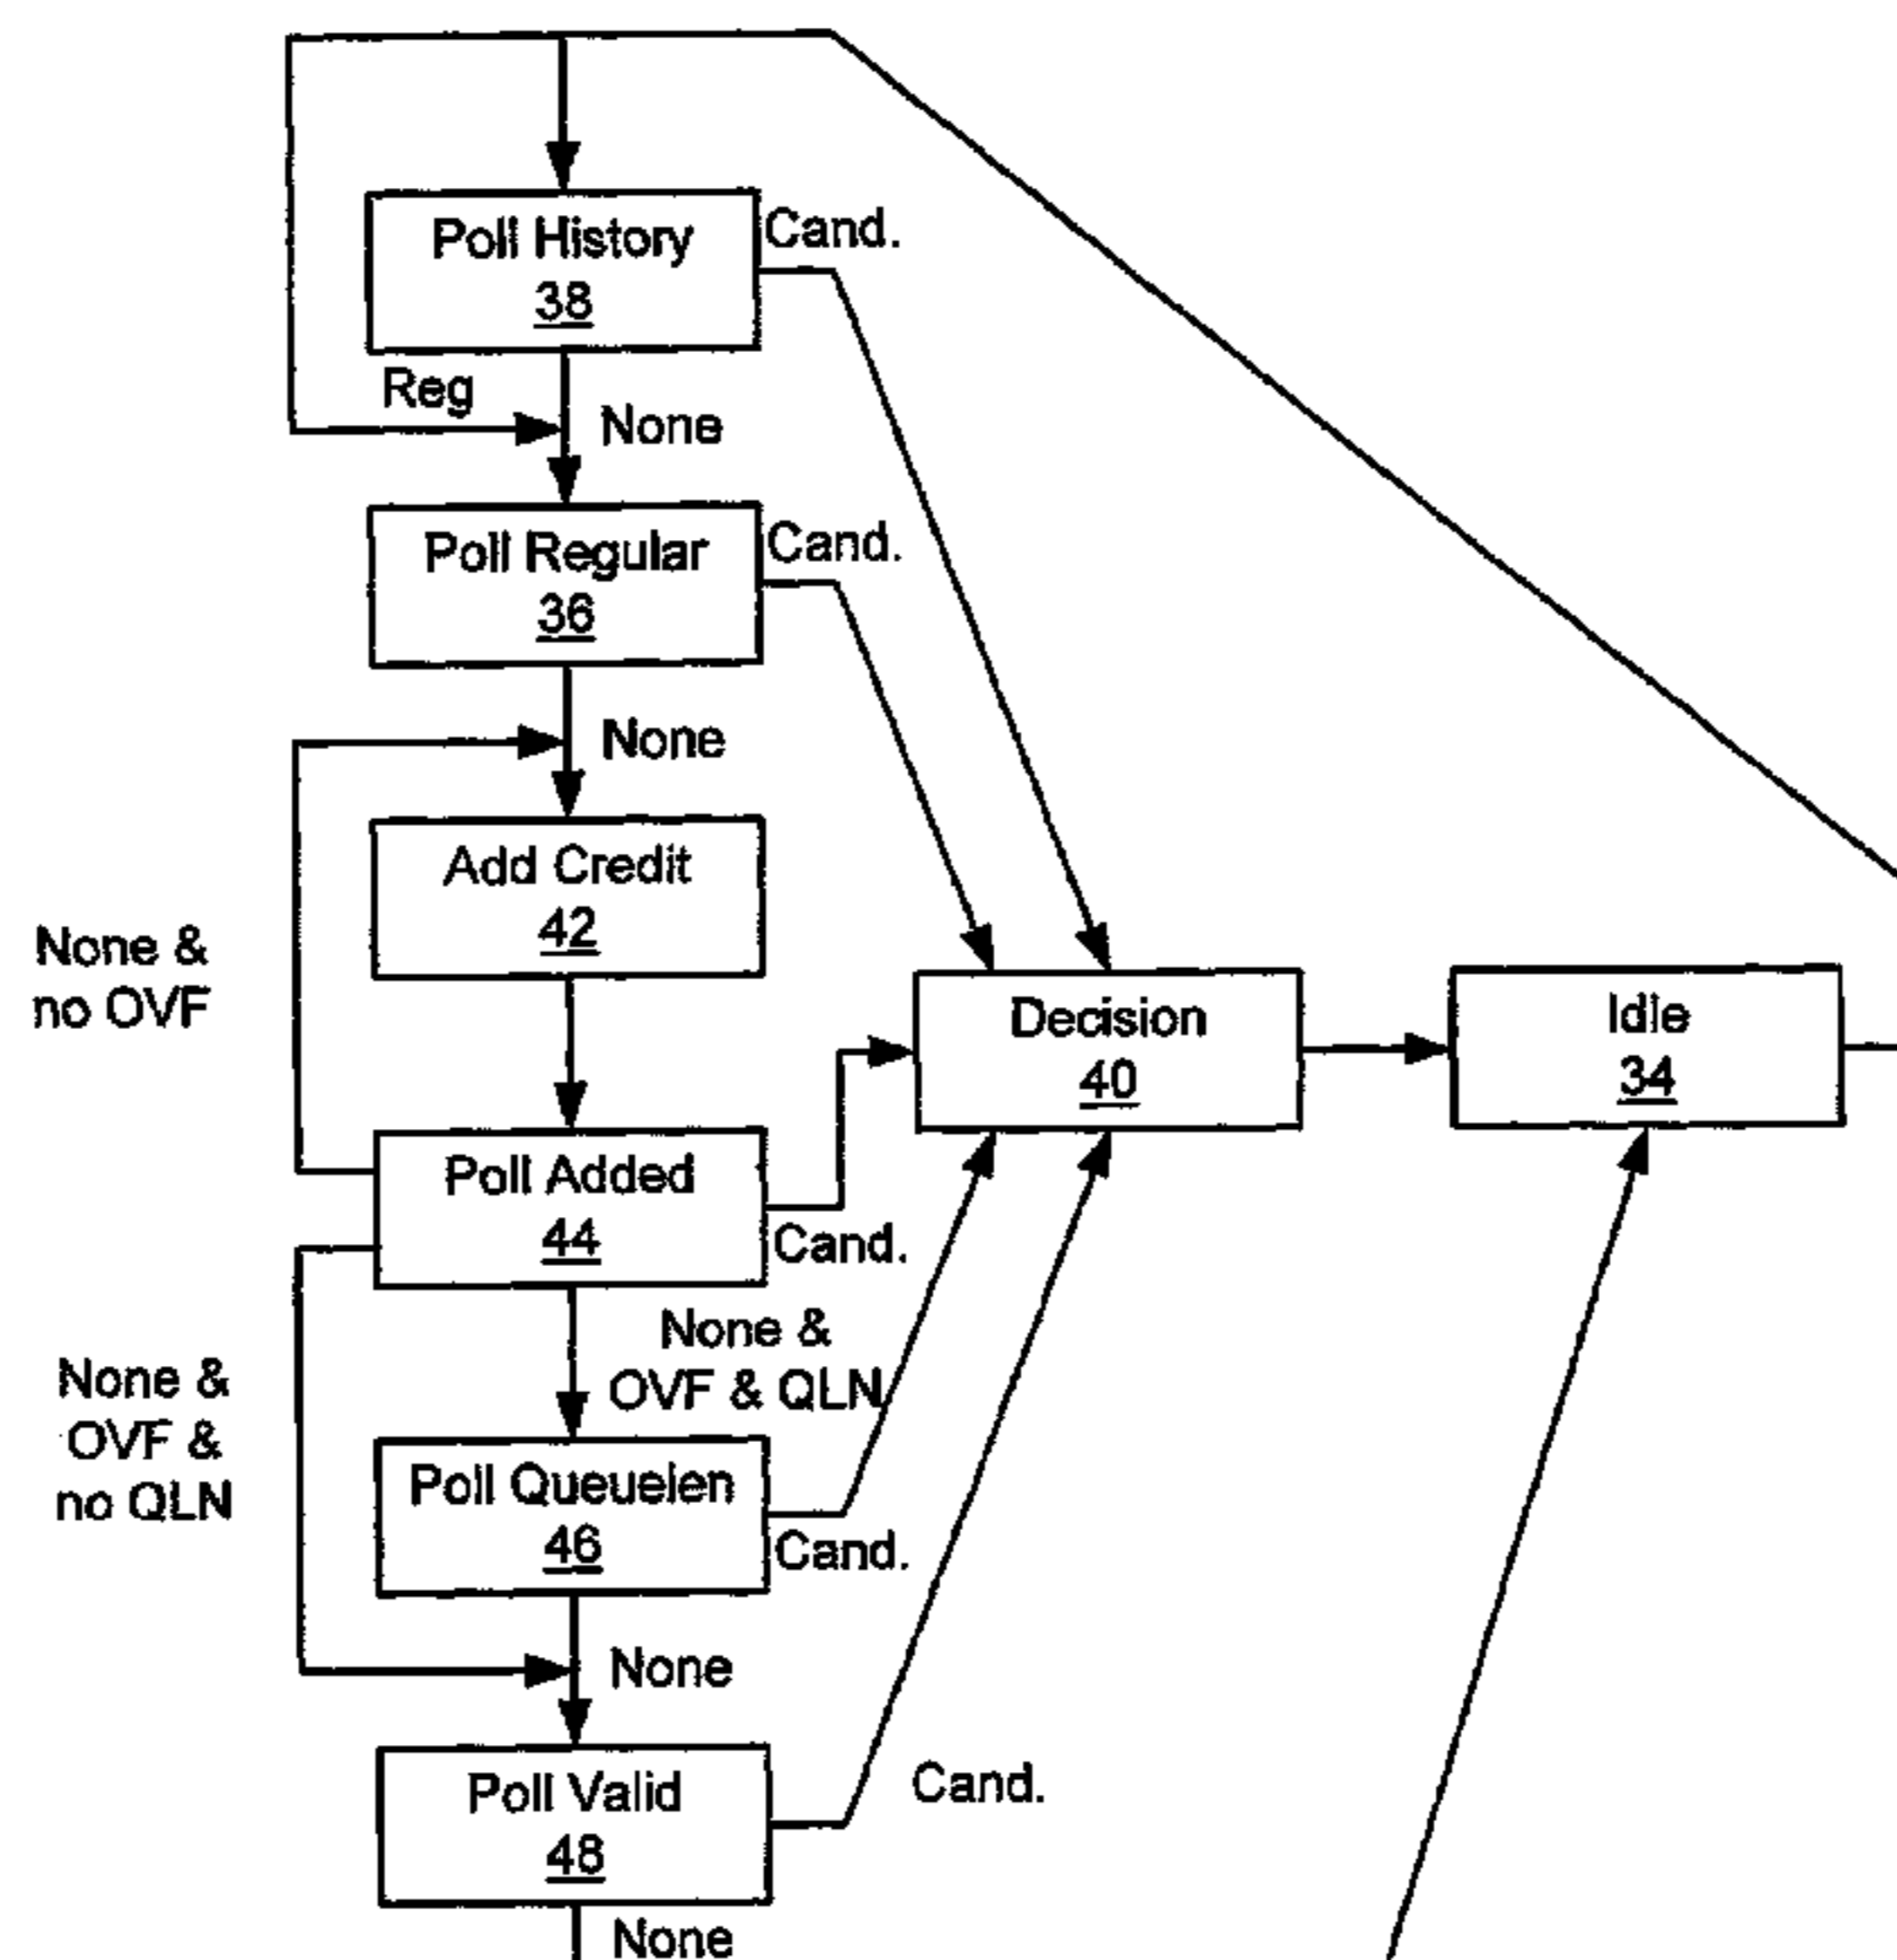 Poll History
38
Cand.
Reg
None
Poll Regular
36
Cand.
None
Add Credit
42
None &
no OVF
Decision
40
Idle
34
Poll Added
44
Cand.
None &
OVF & QLN
None &
OVF &
no QLN
Poll Queuelen
46
Cand.
None
Poll Valid
48
Cand.
None